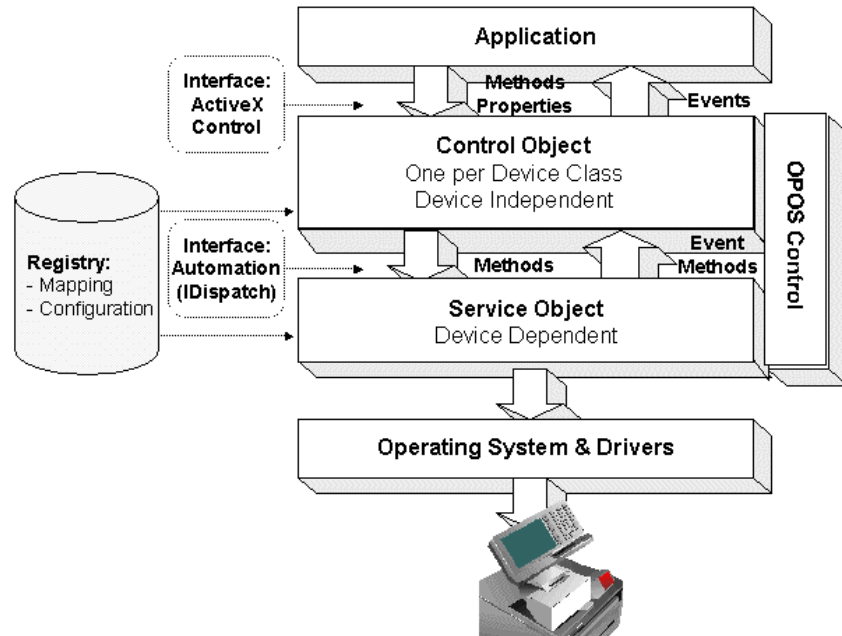 Application
Interface:
ActiveX
Control
Methods
Properties
Events
Control Object
One per Device Class
Device Independent
OPOS Control
Registry:
- Mapping
- Configuration
Interface:
Automation
(IDispatch)
Methods
Event
Methods
Service Object
Device Dependent
Operating System & Drivers